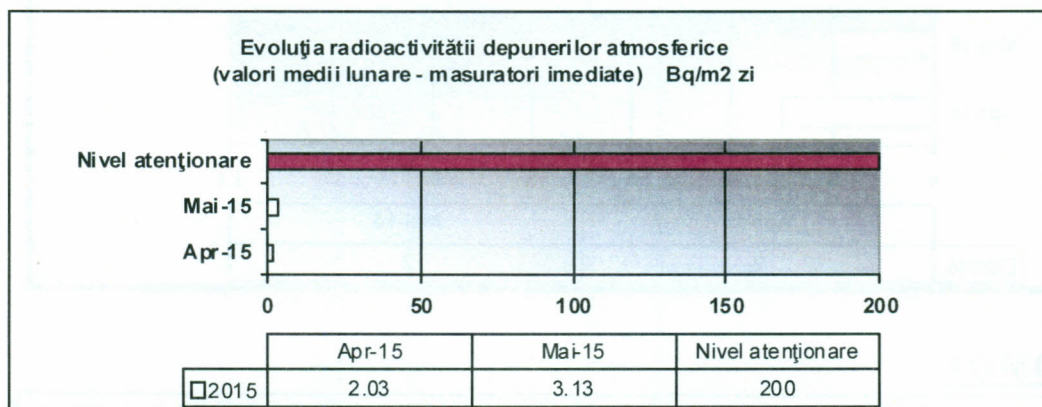 Evoluţia radioactivitătii depunerilor atmosferice
(valori medii lunare - masuratori imediate) Bq/m2 zi
Nivel atenţionare
Mai-15
Apr-15
0 50 100 150 200
Apr-15 Mai-15 Nivel atenţionare
2015 2.03 3.13 200